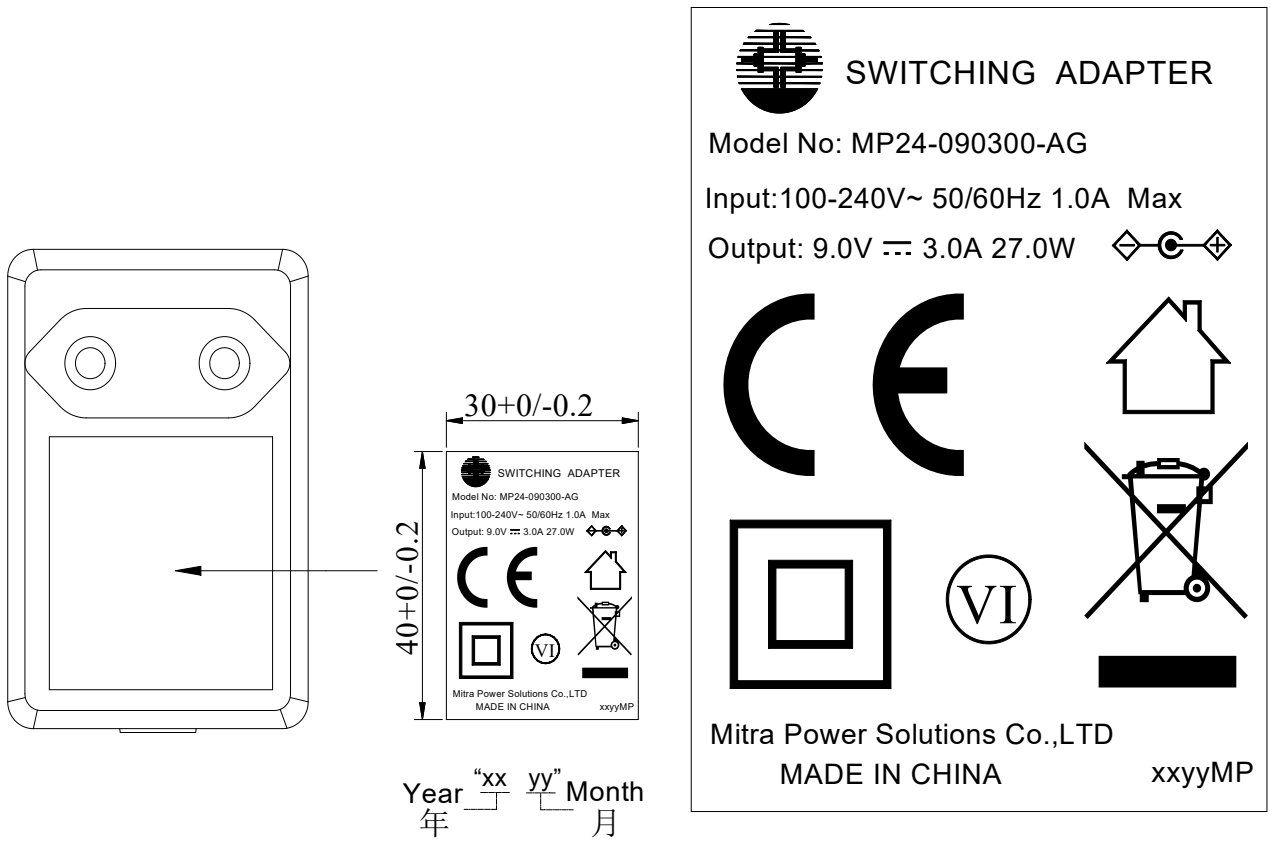 30+0/-0.2
40+0/-0.2
SWITCHING ADAPTER
Model No: MP24-090300-AG
Input:100-240V~ 50/60Hz 1.0A Max
Output: 9.0V ⎓ 3.0A 27.0W
VI
Mitra Power Solutions Co.,LTD
MADE IN CHINA
xxyyMP
Year “xx yy” Month
年 月
SWITCHING ADAPTER
Model No: MP24-090300-AG
Input:100-240V~ 50/60Hz 1.0A Max
Output: 9.0V ⎓ 3.0A 27.0W
CE
VI
Mitra Power Solutions Co.,LTD
MADE IN CHINA
xxyyMP